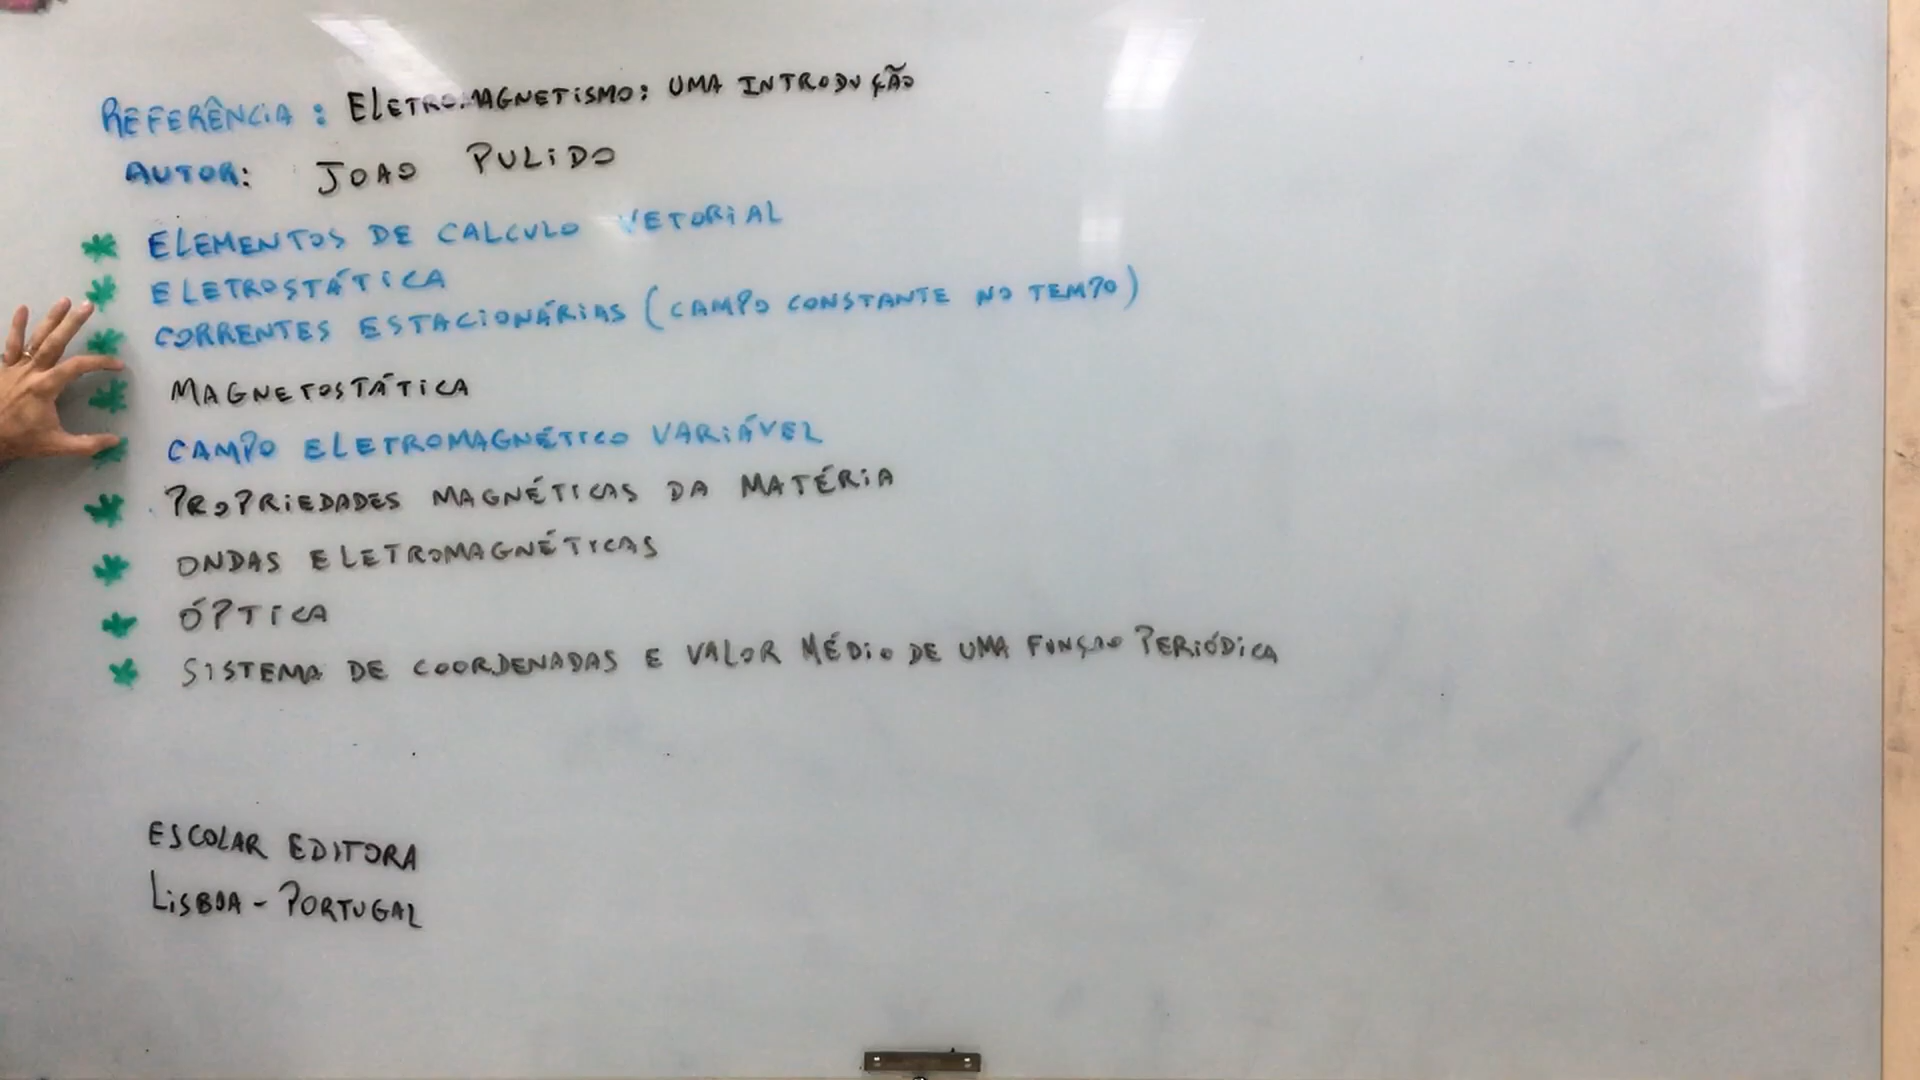 REFERÊNCIA: ELETROMAGNETISMO: UMA INTRODUÇÃO
AUTOR: JOAO PULIDO
* ELEMENTOS DE CALCULO VETORIAL
* ELETROSTÁTICA
* CORRENTES ESTACIONÁRIAS (CAMPO CONSTANTE NO TEMPO)
* MAGNETOSTÁTICA
* CAMPO ELETROMAGNÉTICO VARIÁVEL
* PROPRIEDADES MAGNÉTICAS DA MATÉRIA
* ONDAS ELETROMAGNÉTICAS
* ÓPTICA
* SISTEMA DE COORDENADAS E VALOR MÉDIO DE UMA FUNÇAO PERIÓDICA
ESCOLAR EDITORA
LISBOA - PORTUGAL